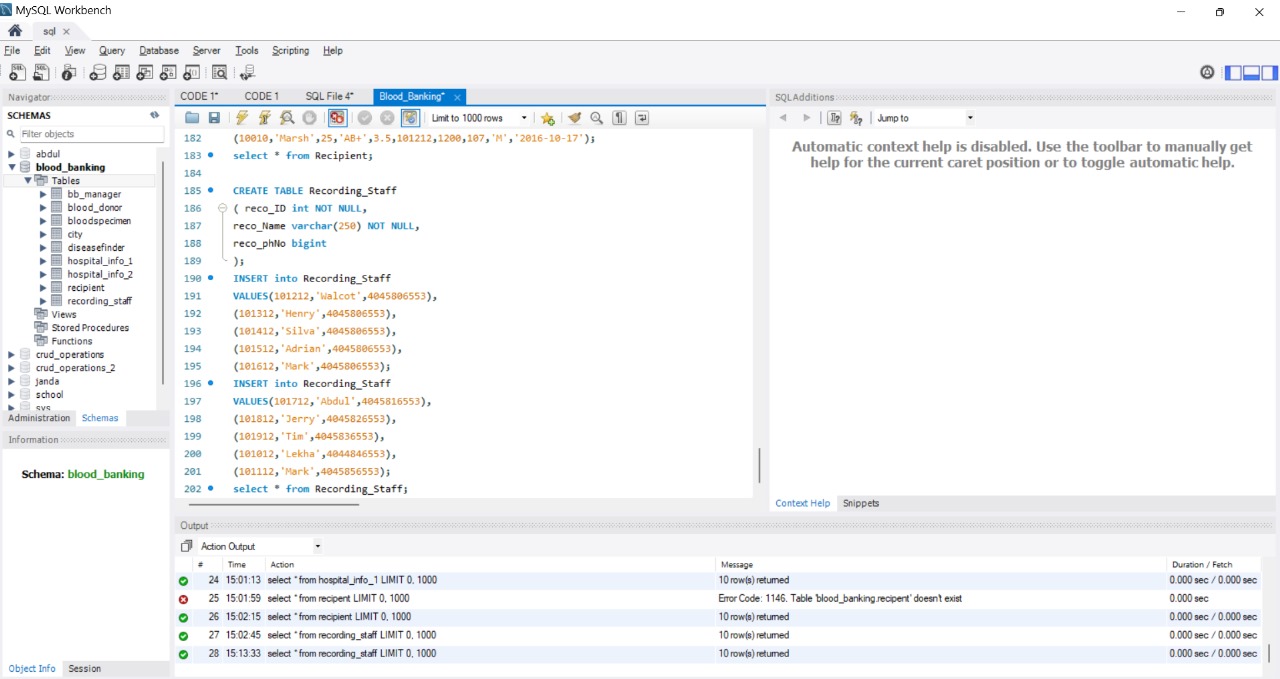 MySQL Workbench
sql
File Edit View Query Database Server Tools Scripting Help
Navigator
SCHEMAS
Filter objects
abdul
blood_banking
Tables
bb_manager
blood_donor
bloodspecimen
city
diseasefinder
hospital_info_1
hospital_info_2
recipient
recording_staff
Views
Stored Procedures
Functions
crud_operations
crud_operations_2
janda
school
sys
Administration Schemas
Information
Schema: blood_banking
Object Info Session
CODE 1* CODE 1 SQL File 4* Blood_Banking*
Limit to 1000 rows
182 (10010,'Marsh',25,'AB+',3.5,101212,1200,107,'M','2016-10-17');
183 select * from Recipient;
184
185 CREATE TABLE Recording_Staff
186 ( reco_ID int NOT NULL,
187 reco_Name varchar(250) NOT NULL,
188 reco_phNo bigint
189 );
190 INSERT into Recording_Staff
191 VALUES(101212,'Walcot',4045806553),
192 (101312,'Henry',4045806553),
193 (101412,'Silva',4045806553),
194 (101512,'Adrian',4045806553),
195 (101612,'Mark',4045806553);
196 INSERT into Recording_Staff
197 VALUES(101712,'Abdul',4045816553),
198 (101812,'Jerry',4045826553),
199 (101912,'Tim',4045836553),
200 (101012,'Lekha',4044846553),
201 (101112,'Mark',4045856553);
202 select * from Recording_Staff;
SQLAdditions
Jump to
Automatic context help is disabled. Use the toolbar to manually get
help for the current caret position or to toggle automatic help.
Context Help Snippets
Output
Action Output
# Time Action Message Duration / Fetch
24 15:01:13 select * from hospital_info_1 LIMIT 0, 1000 10 row(s) returned 0.000 sec / 0.000 sec
25 15:01:59 select * from recipent LIMIT 0, 1000 Error Code: 1146. Table 'blood_banking.recipent' doesn't exist 0.000 sec
26 15:02:15 select * from recipient LIMIT 0, 1000 10 row(s) returned 0.000 sec / 0.000 sec
27 15:02:45 select * from recording_staff LIMIT 0, 1000 10 row(s) returned 0.000 sec / 0.000 sec
28 15:13:33 select * from recording_staff LIMIT 0, 1000 10 row(s) returned 0.000 sec / 0.000 sec